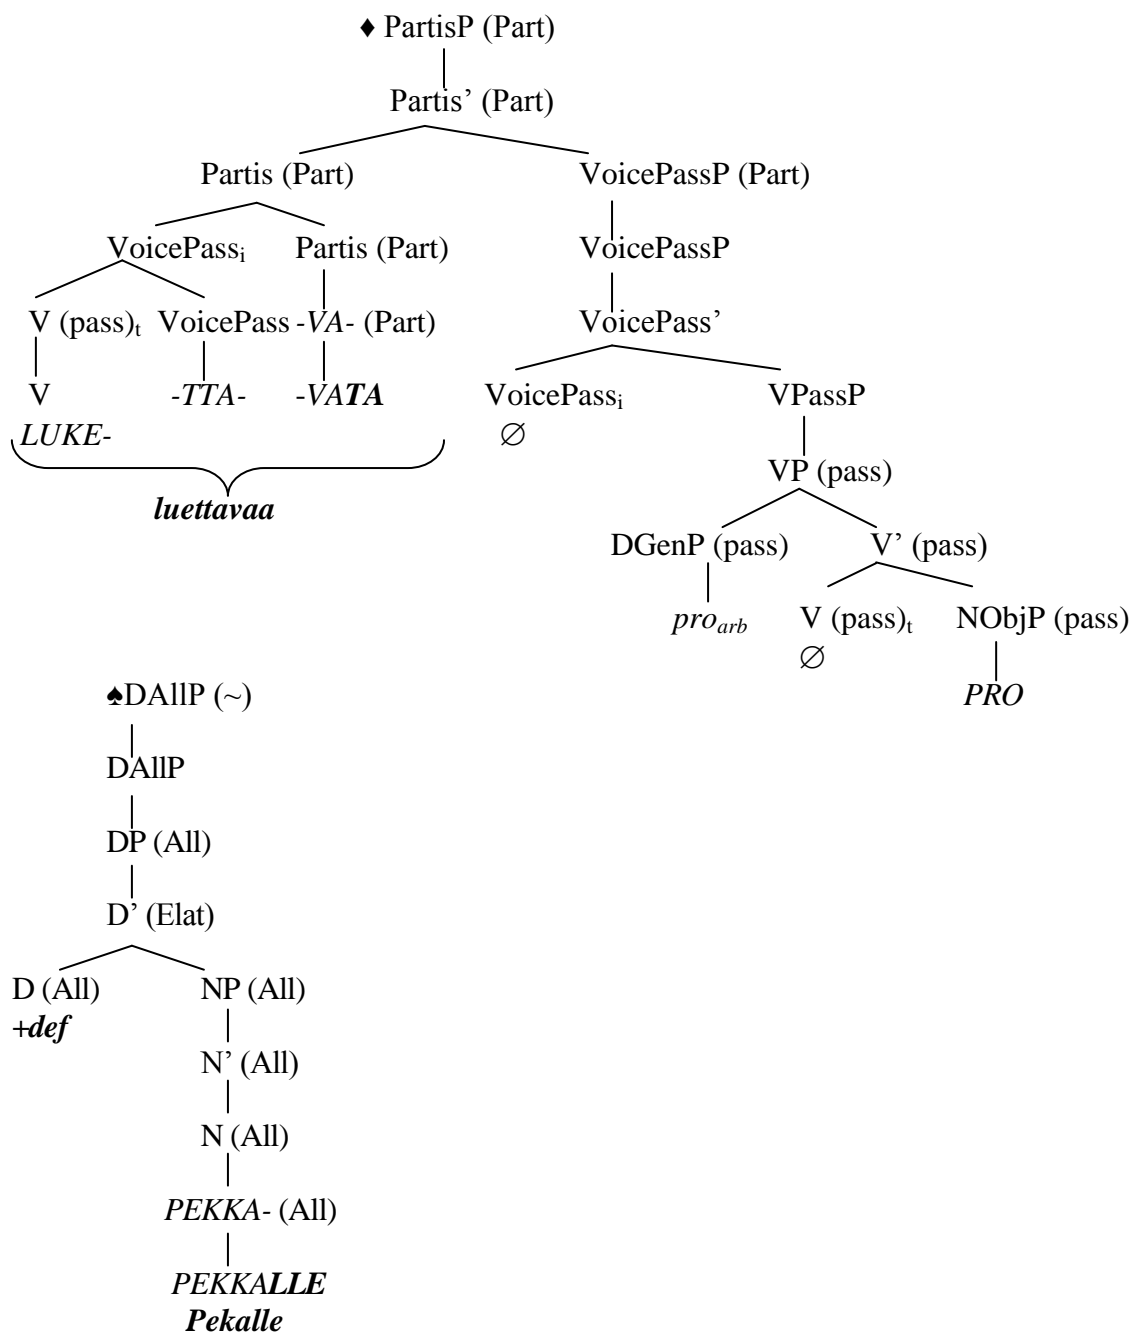 ♦ PartisP (Part)
Partis’ (Part)
Partis (Part) VoicePassP (Part)
VoicePassi Partis (Part) VoicePassP
V (pass)t VoicePass -VA- (Part) VoicePass’
V -TTA- -VATA VoicePassi VPassP
LUKE- ∅ VP (pass)
luettavaa
DGenP (pass) V’ (pass)
proarb V (pass)t NObjP (pass)
∅ PRO
♠DAllP (~)
DAllP
DP (All)
D’ (Elat)
D (All) NP (All)
+def
N’ (All)
N (All)
PEKKA- (All)
PEKKALLE
Pekalle